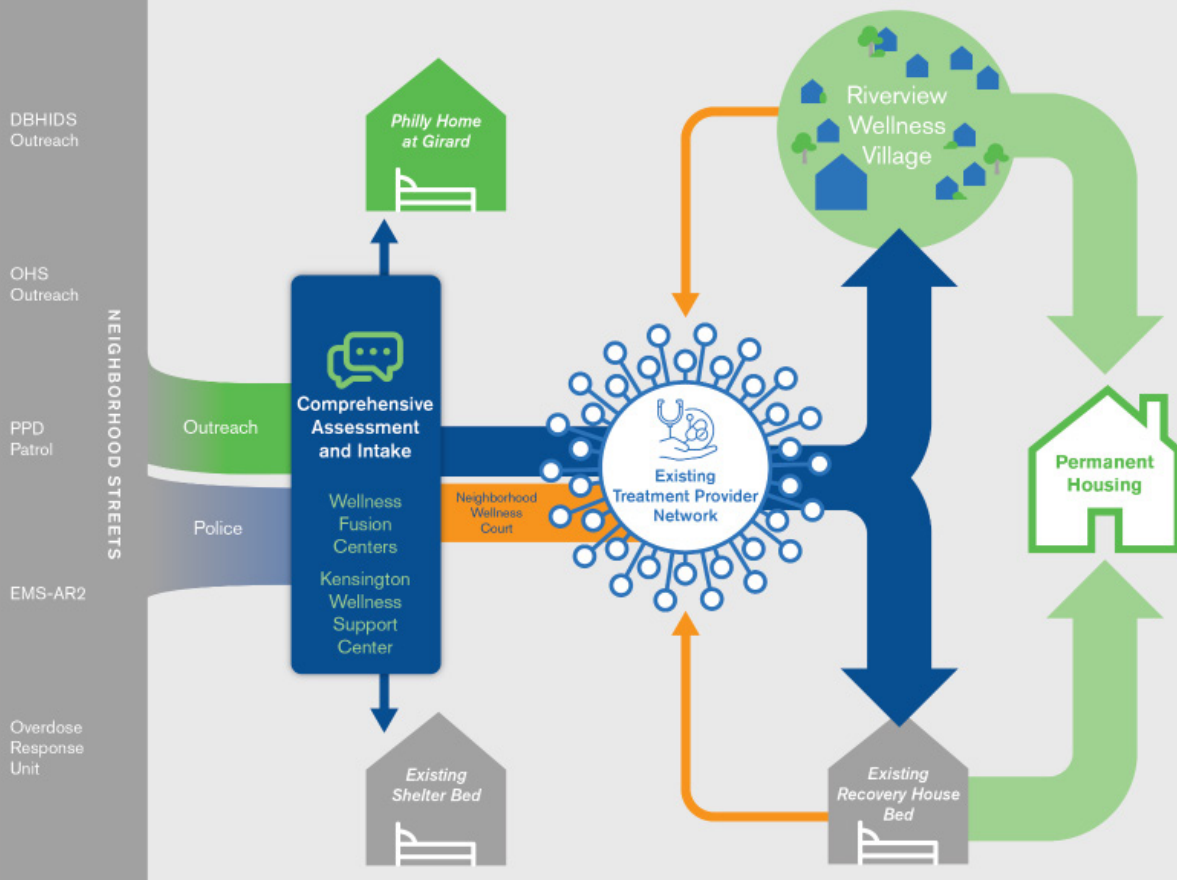 DBHIDS
Outreach
OHS
Outreach
PPD
Patrol
EMS-AR2
Overdose
Response
Unit
NEIGHBORHOOD STREETS
Outreach
Police
Philly Home
at Girard
Comprehensive
Assessment
and Intake
Wellness
Fusion
Centers
Kensington
Wellness
Support
Center
Existing
Shelter Bed
Neighborhood
Wellness
Court
Existing
Treatment Provider
Network
Riverview
Wellness
Village
Existing
Recovery House
Bed
Permanent
Housing